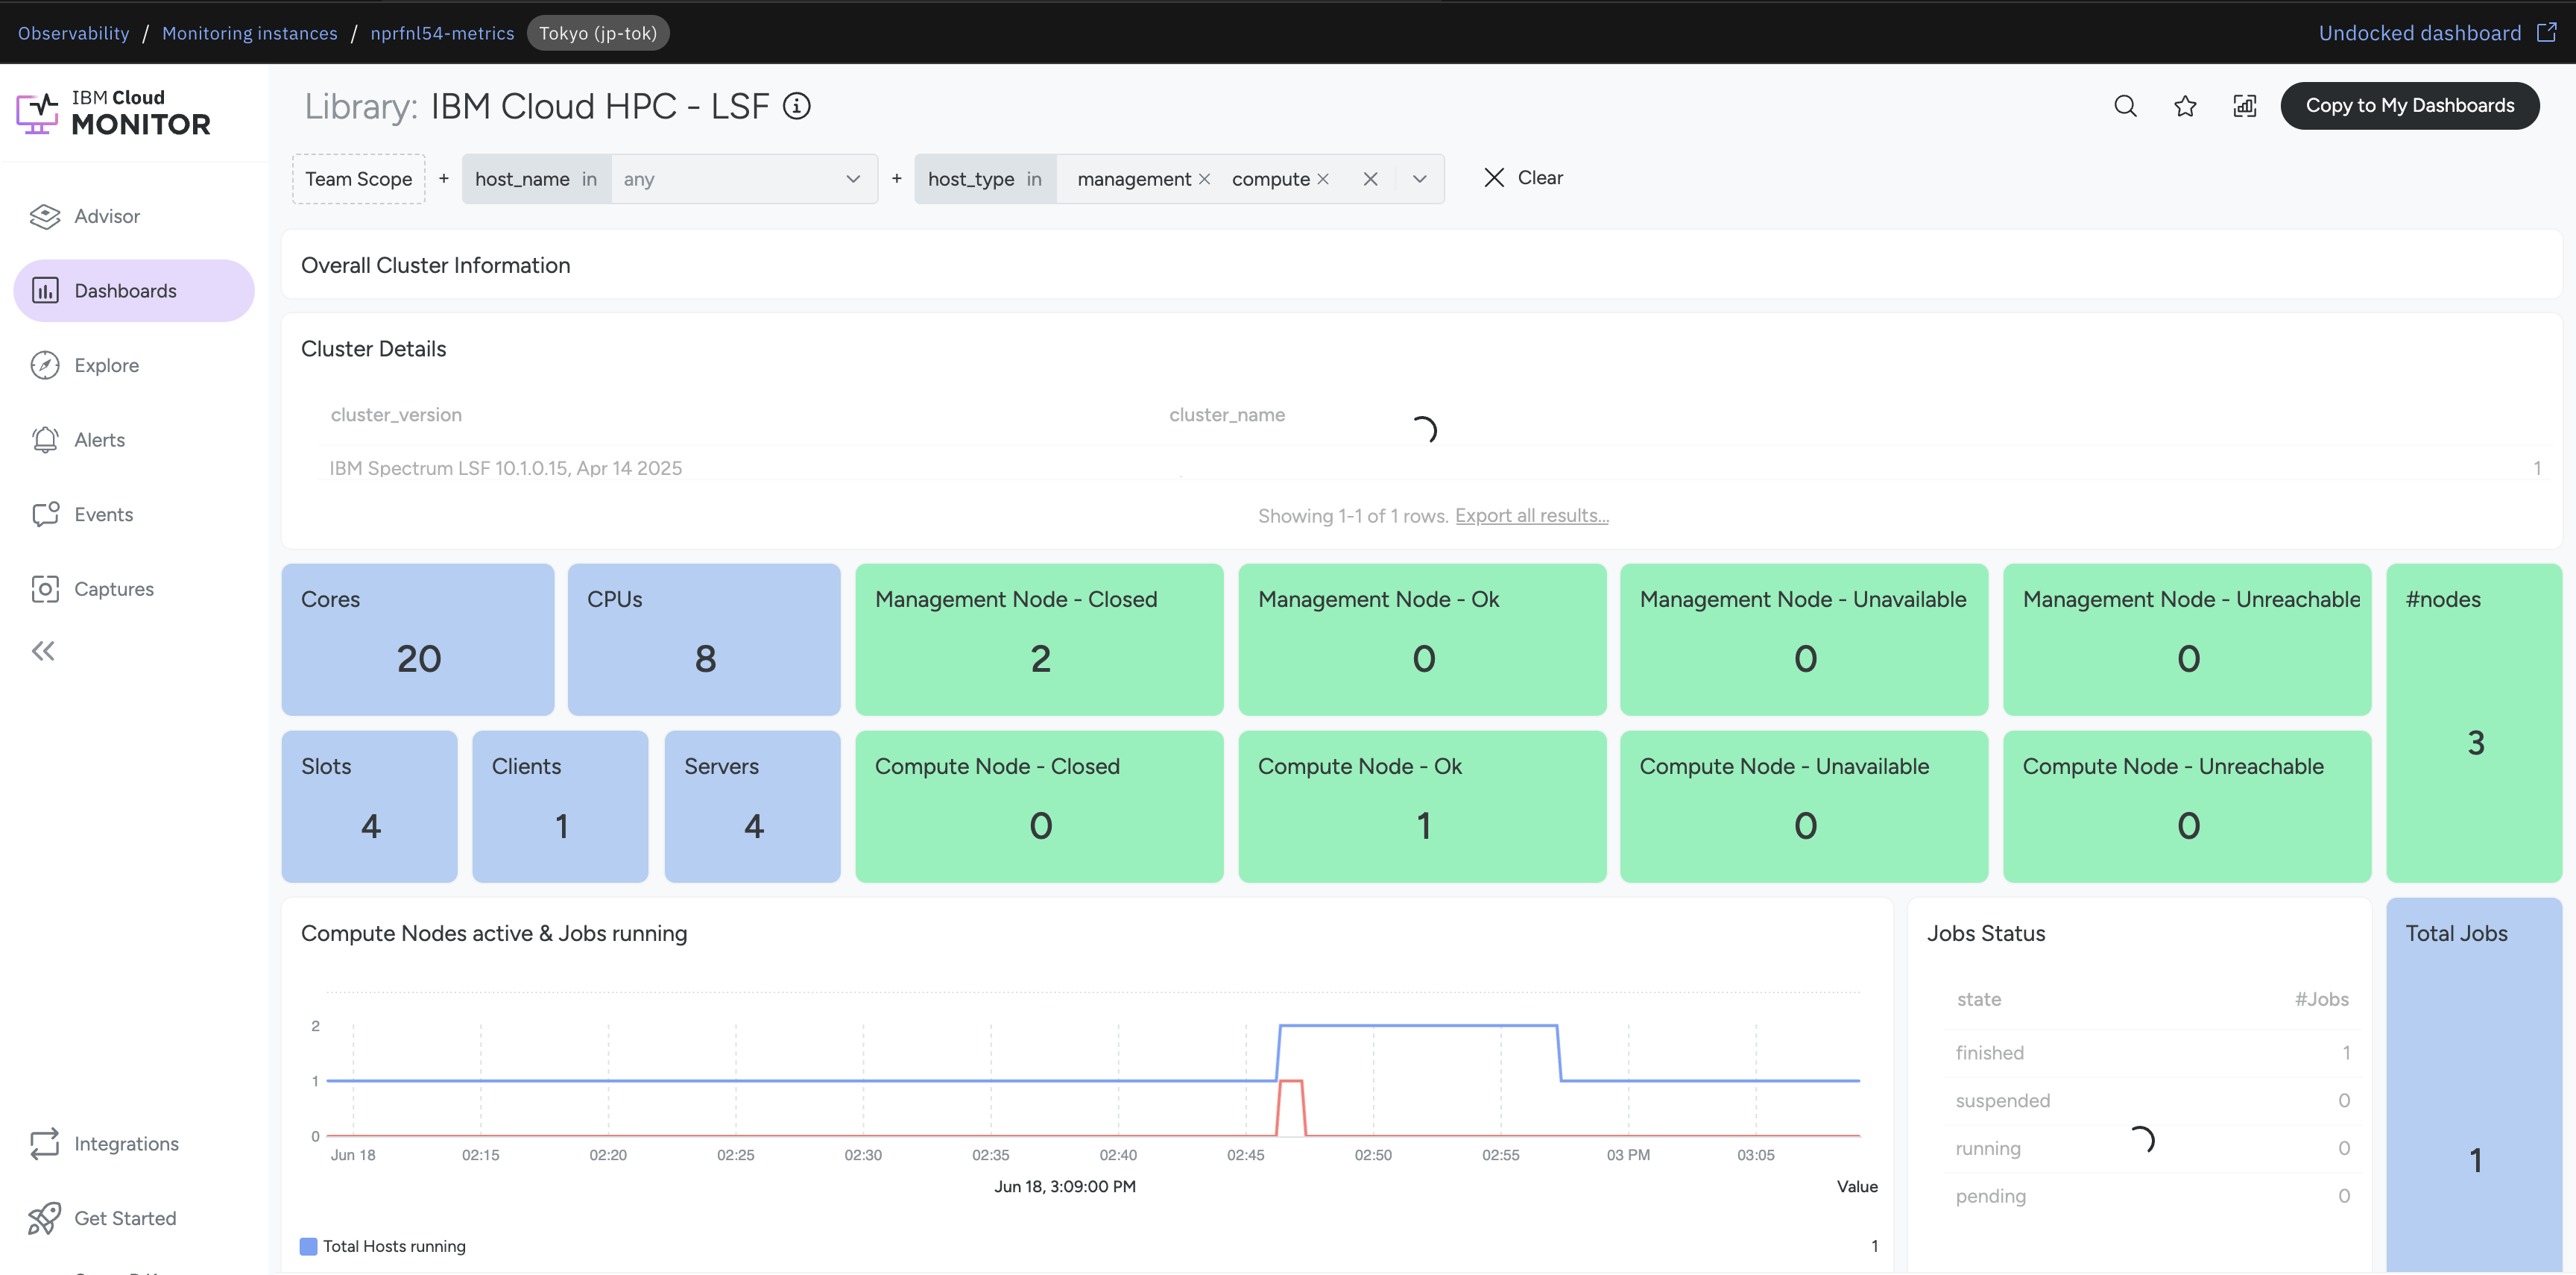 Observability / Monitoring instances / nprfnl54-metrics Tokyo (jp-tok) Undocked dashboard
IBM Cloud
MONITOR
Library: IBM Cloud HPC - LSF
Copy to My Dashboards
Team Scope + host_name in any + host_type in management compute Clear
Advisor
Dashboards
Explore
Alerts
Events
Captures
Integrations
Get Started
Overall Cluster Information
Cluster Details
cluster_version cluster_name
IBM Spectrum LSF 10.1.0.15, Apr 14 2025 1
Showing 1-1 of 1 rows. Export all results...
Cores
20
CPUs
8
Management Node - Closed
2
Management Node - Ok
0
Management Node - Unavailable
0
Management Node - Unreachable
0
#nodes
3
Slots
4
Clients
1
Servers
4
Compute Node - Closed
0
Compute Node - Ok
1
Compute Node - Unavailable
0
Compute Node - Unreachable
0
Compute Nodes active & Jobs running
2
1
0
Jun 18 02:15 02:20 02:25 02:30 02:35 02:40 02:45 02:50 02:55 03 PM 03:05
Jun 18, 3:09:00 PM Value
Total Hosts running 1
Jobs Status
state #Jobs
finished 1
suspended 0
running 0
pending 0
Total Jobs
1